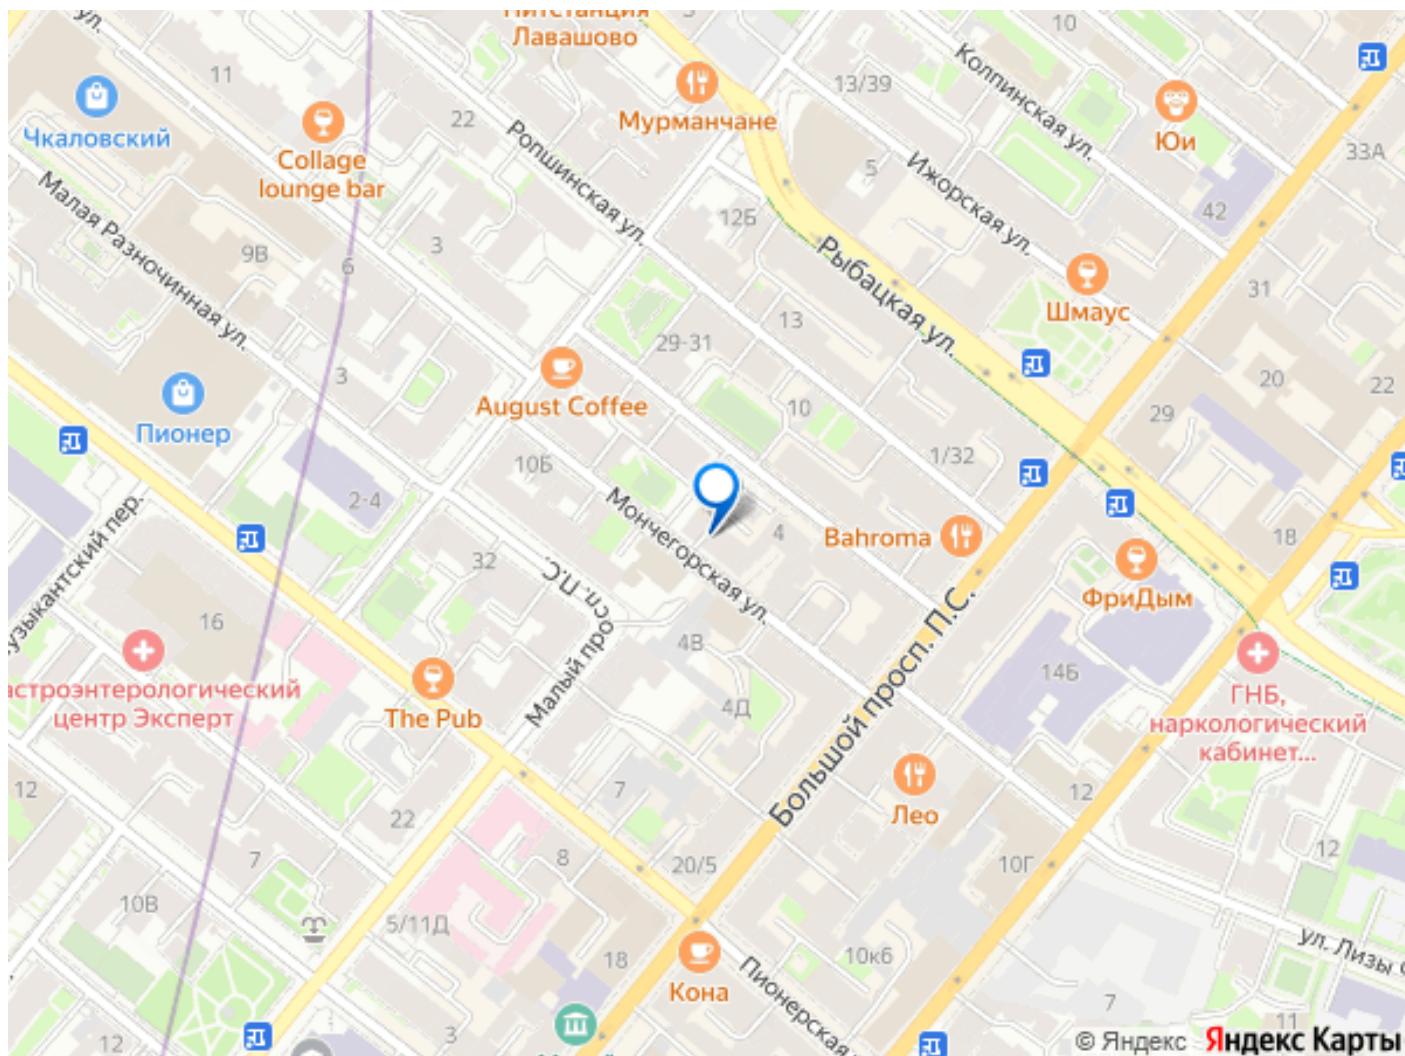 ул.
Питстанция
Лавашово
5
10
Колпинская ул.
11
13/39
Чкаловский
22
Мурманчане
Юи
33А
Collage
lounge bar
Ропшинская ул.
5
Ижорская ул.
42
Малая Разночинная ул.
12Б
3
9В
6
Рыбацкая ул.
31
Шмаус
13
29-31
3
20
22
August Coffee
10
29
Пионер
1/32
10Б
2-4
Мончегорская ул.
4
Bahroma
18
32
Малый просп. П.С.
ФриДым
16
4В
14Б
Большой просп. П.С.
центр Эксперт
The Pub
4Д
ГНБ,
наркологический
кабинет...
12
7
12
Лео
22
12
7
8
20/5
10Г
10В
5/11Д
ул. Лизы
18
10к6
Кона
Пионерская
7
3
11
12
© Яндекс Яндекс Карты